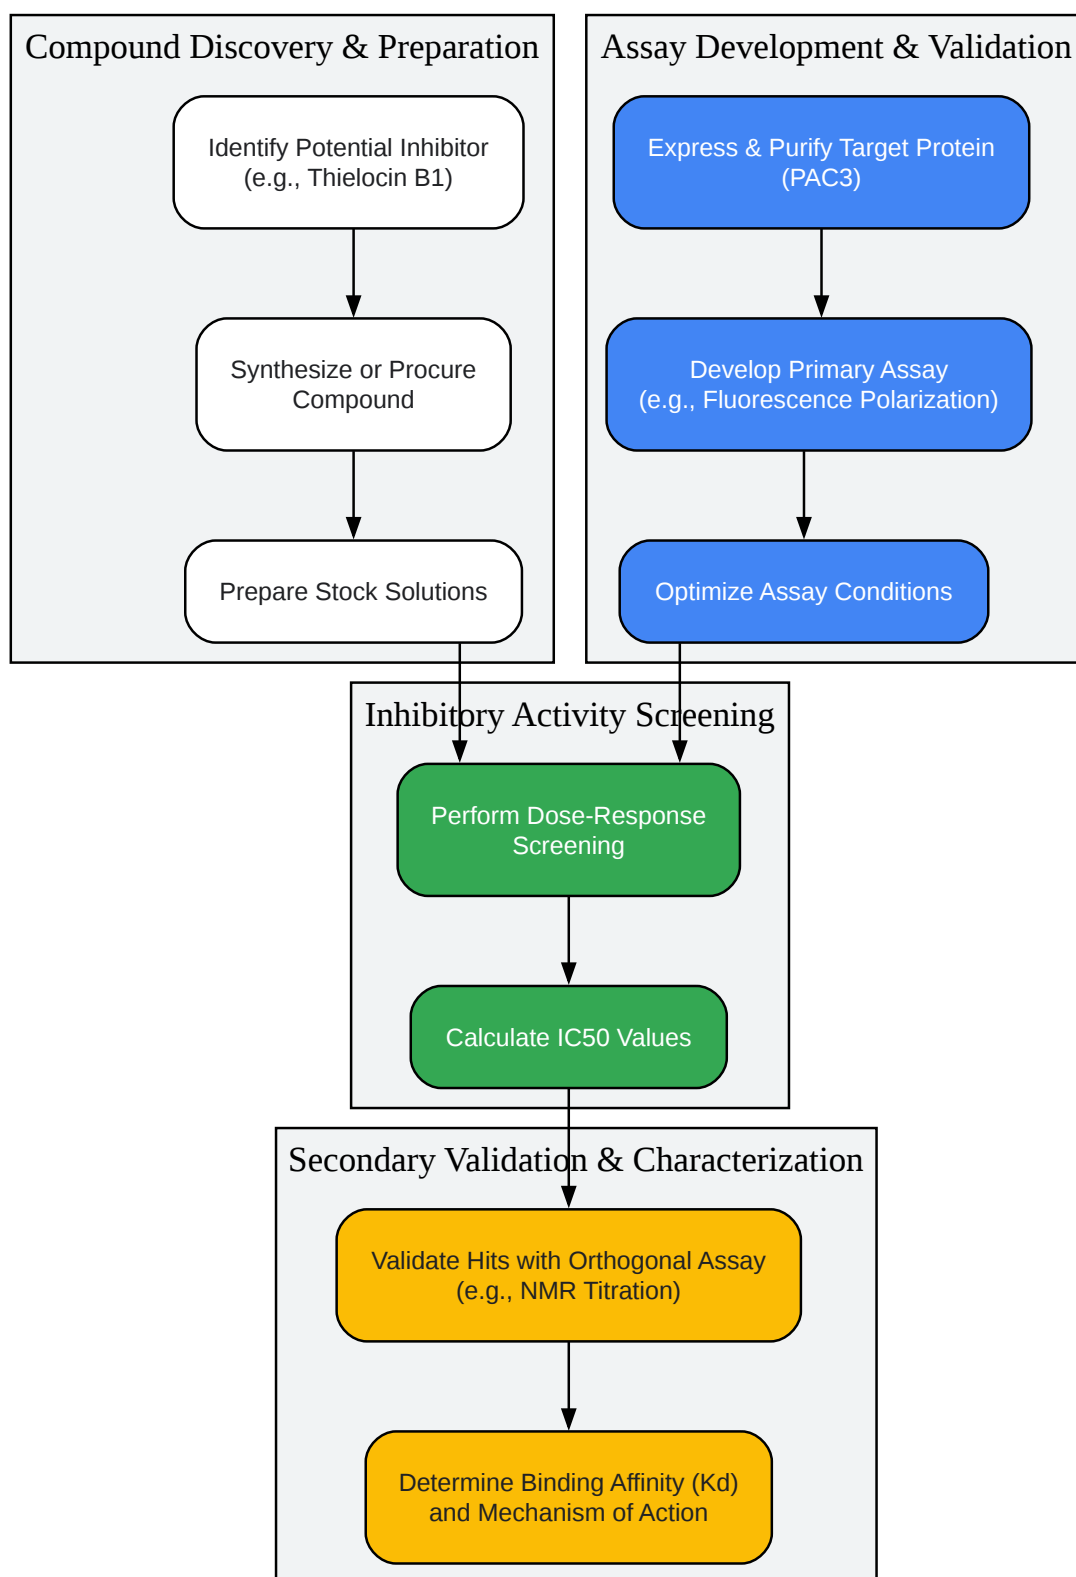 Compound Discovery & Preparation
Identify Potential Inhibitor
(e.g., Thielocin B1)
Synthesize or Procure
Compound
Prepare Stock Solutions
Assay Development & Validation
Express & Purify Target Protein
(PAC3)
Develop Primary Assay
(e.g., Fluorescence Polarization)
Optimize Assay Conditions
Inhibitory Activity Screening
Perform Dose-Response
Screening
Calculate IC50 Values
Secondary Validation & Characterization
Validate Hits with Orthogonal Assay
(e.g., NMR Titration)
Determine Binding Affinity (Kd)
and Mechanism of Action